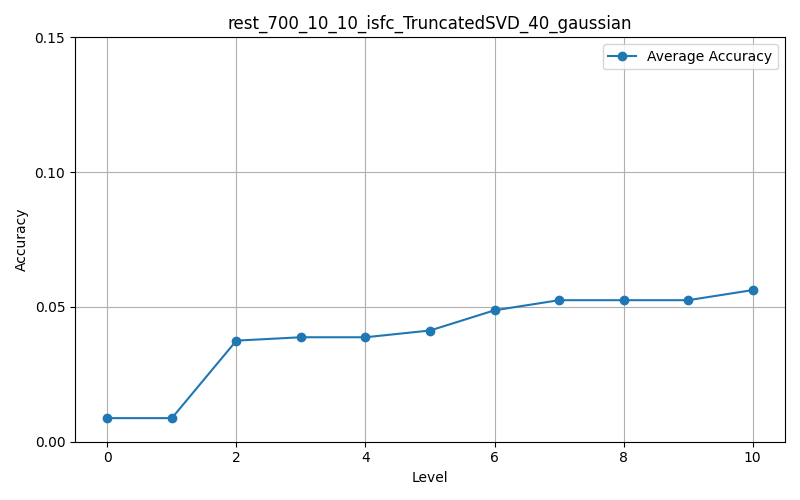 rest_700_10_10_isfc_TruncatedSVD_40_gaussian
Average Accuracy
0.15
0.10
0.05
0.00
Accuracy
0 2 4 6 8 10
Level